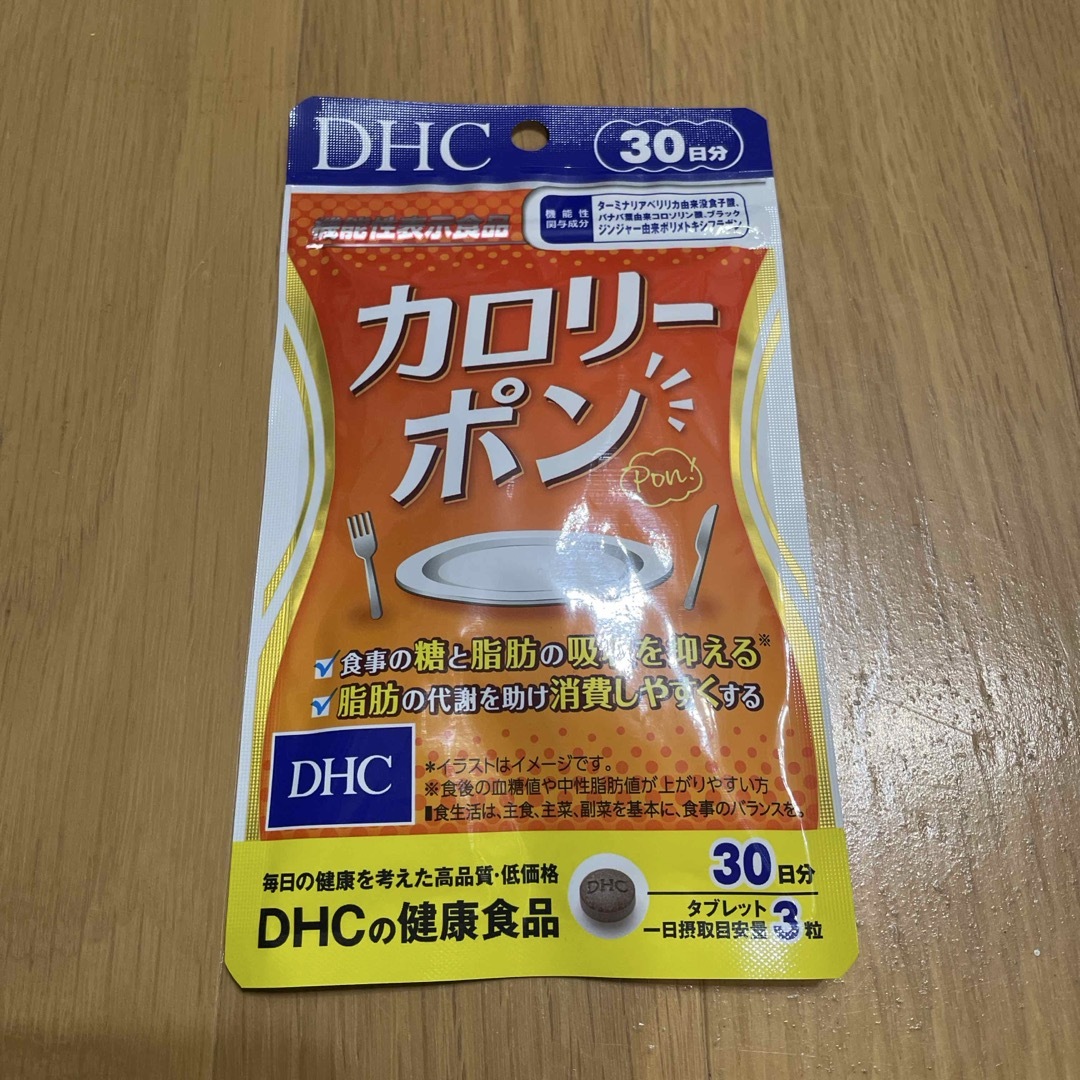 DHC
30日分
機能性表示食品
機能性
関与成分
ターミナリアベリリカ由来没食子酸、
バナバ葉由来コロソリン酸、ブラック
ジンジャー由来ポリメトキシフラボン
カロリー
ポン
Pon!
食事の糖と脂肪の吸収を抑える※
脂肪の代謝を助け消費しやすくする
DHC
*イラストはイメージです。
※食後の血糖値や中性脂肪値が上がりやすい方
■食生活は、主食、主菜、副菜を基本に、食事のバランスを。
毎日の健康を考えた高品質・低価格
DHCの健康食品
DHC
30日分
タブレット
一日摂取目安量 3粒